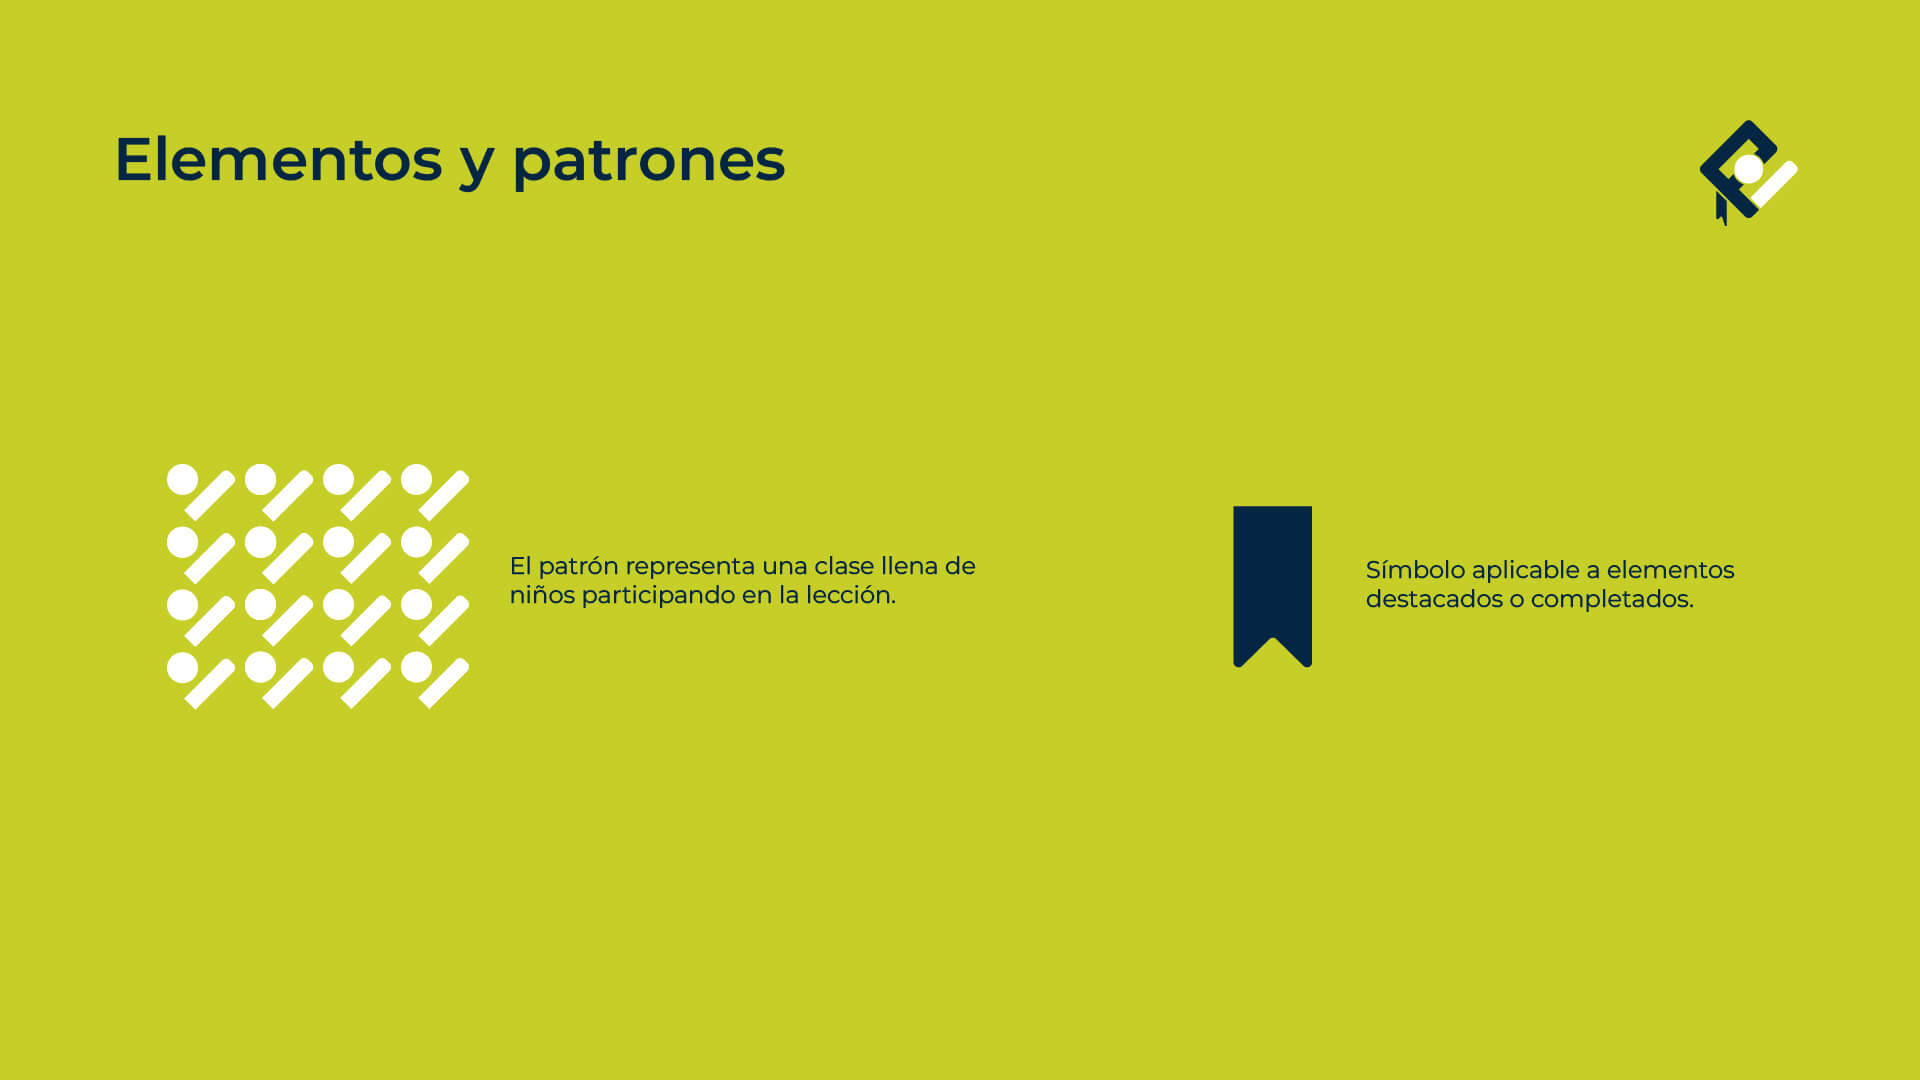 Elementos y patrones
El patrón representa una clase llena de
niños participando en la lección.
Símbolo aplicable a elementos
destacados o completados.